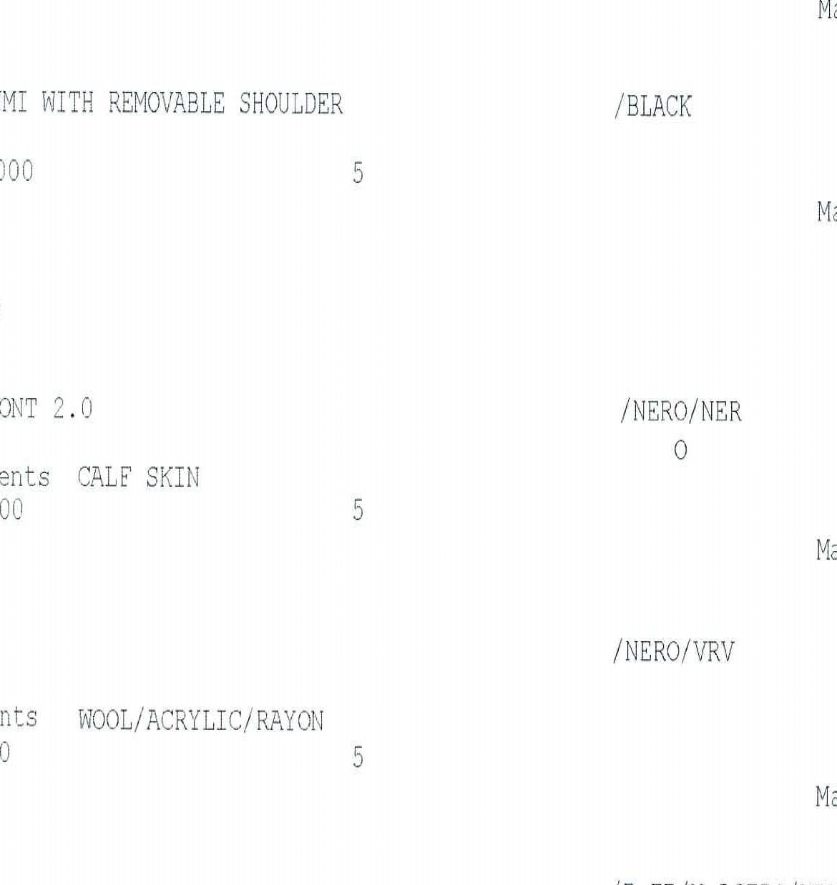 Ma
MI WITH REMOVABLE SHOULDER /BLACK
000 5
Ma
ONT 2.0 /NERO/NER
O
ents CALF SKIN
00 5
Ma
/NERO/VRV
nts WOOL/ACRYLIC/RAYON
0 5
Ma